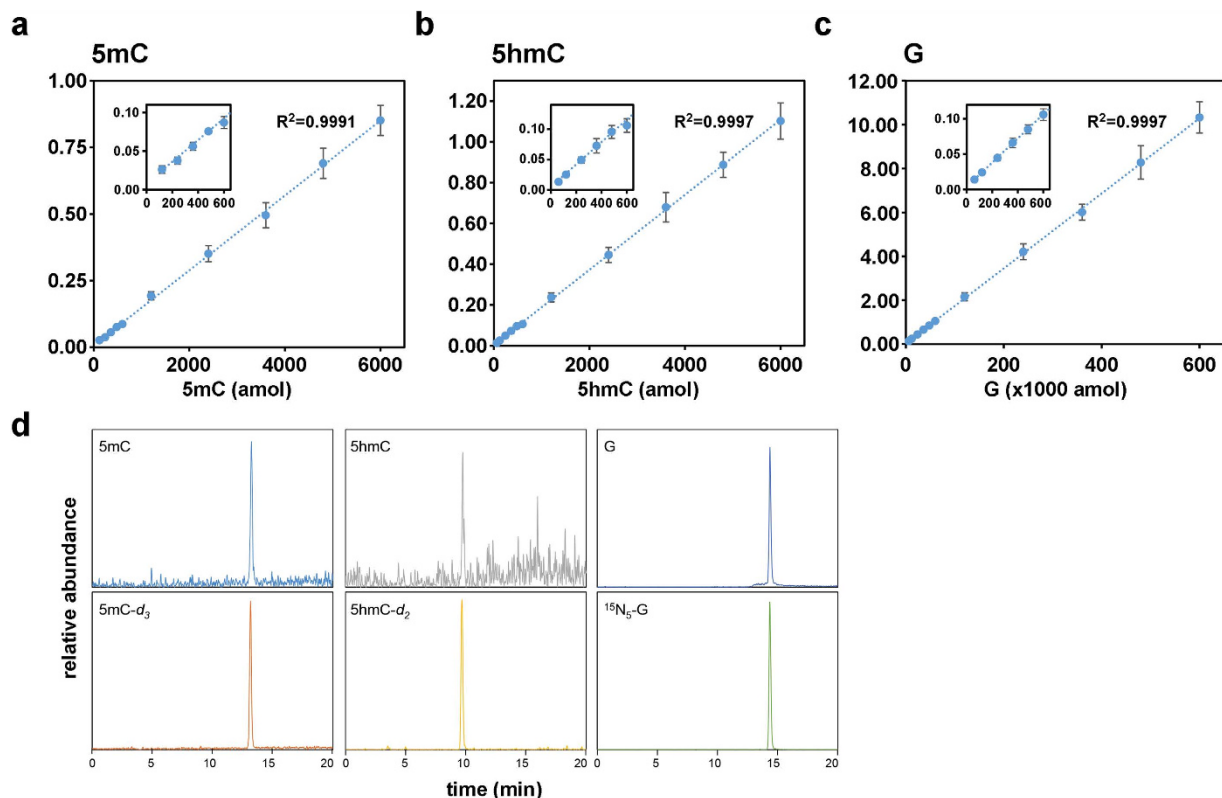 a
5mC
1.00
0.75
0.50
0.25
0.00
0.10
0.05
0.00
0 200 400 600
R²=0.9991
0 2000 4000 6000
5mC (amol)
b
5hmC
1.20
1.00
0.80
0.60
0.40
0.20
0.00
0.10
0.05
0.00
0 200 400 600
R²=0.9997
0 2000 4000 6000
5hmC (amol)
c
G
12.00
10.00
8.00
6.00
4.00
2.00
0.00
0.10
0.05
0.00
0 200 400 600
R²=0.9997
0 200 400 600
G (x1000 amol)
d
relative abundance
5mC
5hmC
G
5mC-d₃
5hmC-d₂
¹⁵N₅-G
0 5 10 15 20
0 5 10 15 20
0 5 10 15 20
time (min)